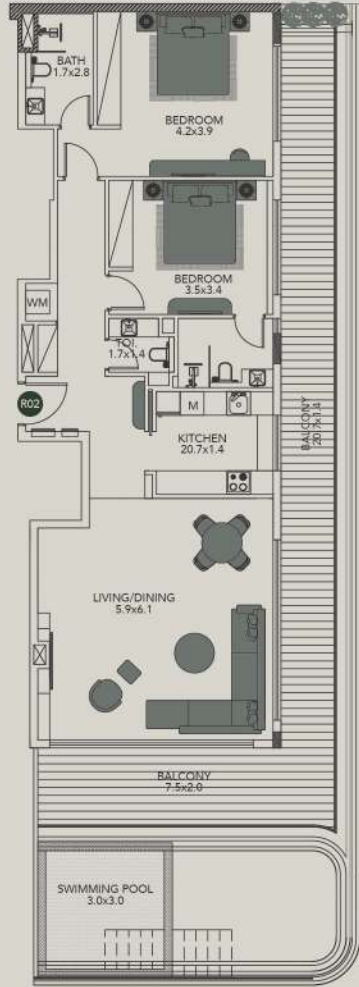 BATH
1.7x2.8
BEDROOM
4.2x3.9
BEDROOM
3.5x3.4
WM
TOI.
1.7x1.4
R02
M
KITCHEN
20.7x1.4
BALCONY
20.7x1.4
LIVING/DINING
5.9x6.1
BALCONY
7.5x2.0
SWIMMING POOL
3.0x3.0